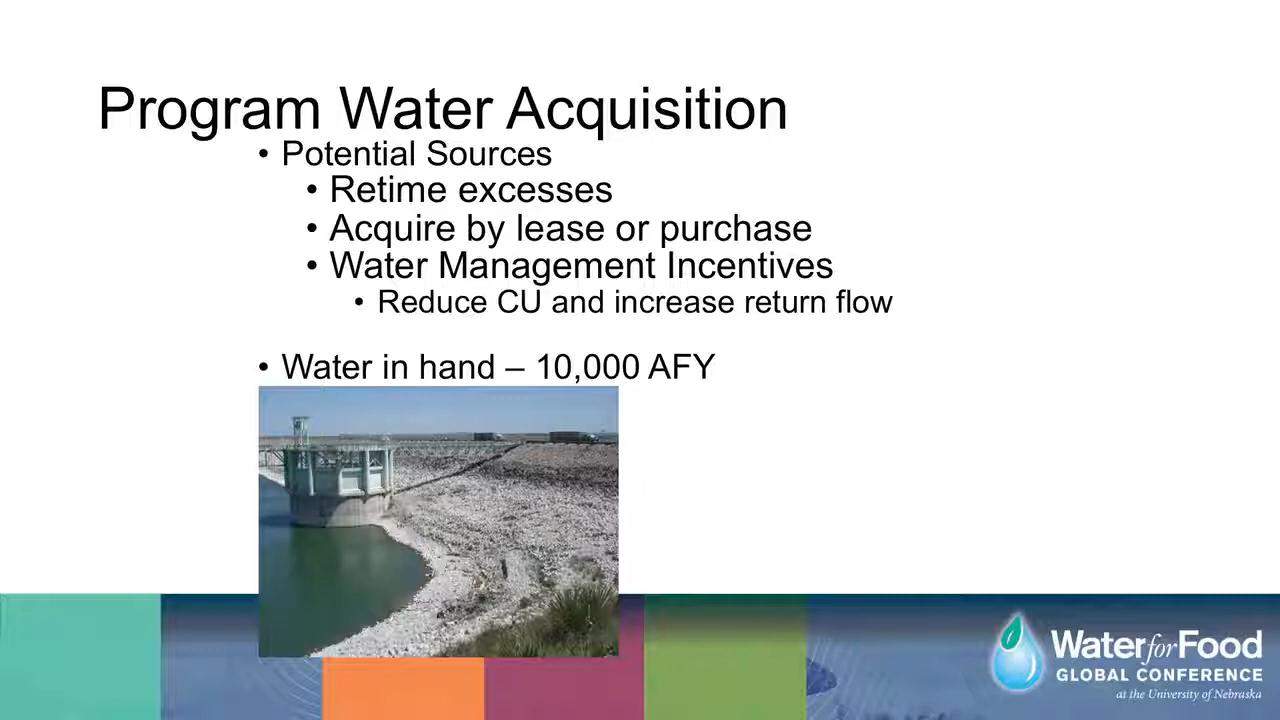 Program Water Acquisition
• Potential Sources
• Retime excesses
• Acquire by lease or purchase
• Water Management Incentives
• Reduce CU and increase return flow
• Water in hand – 10,000 AFY
Water for Food
GLOBAL CONFERENCE
at the University of Nebraska